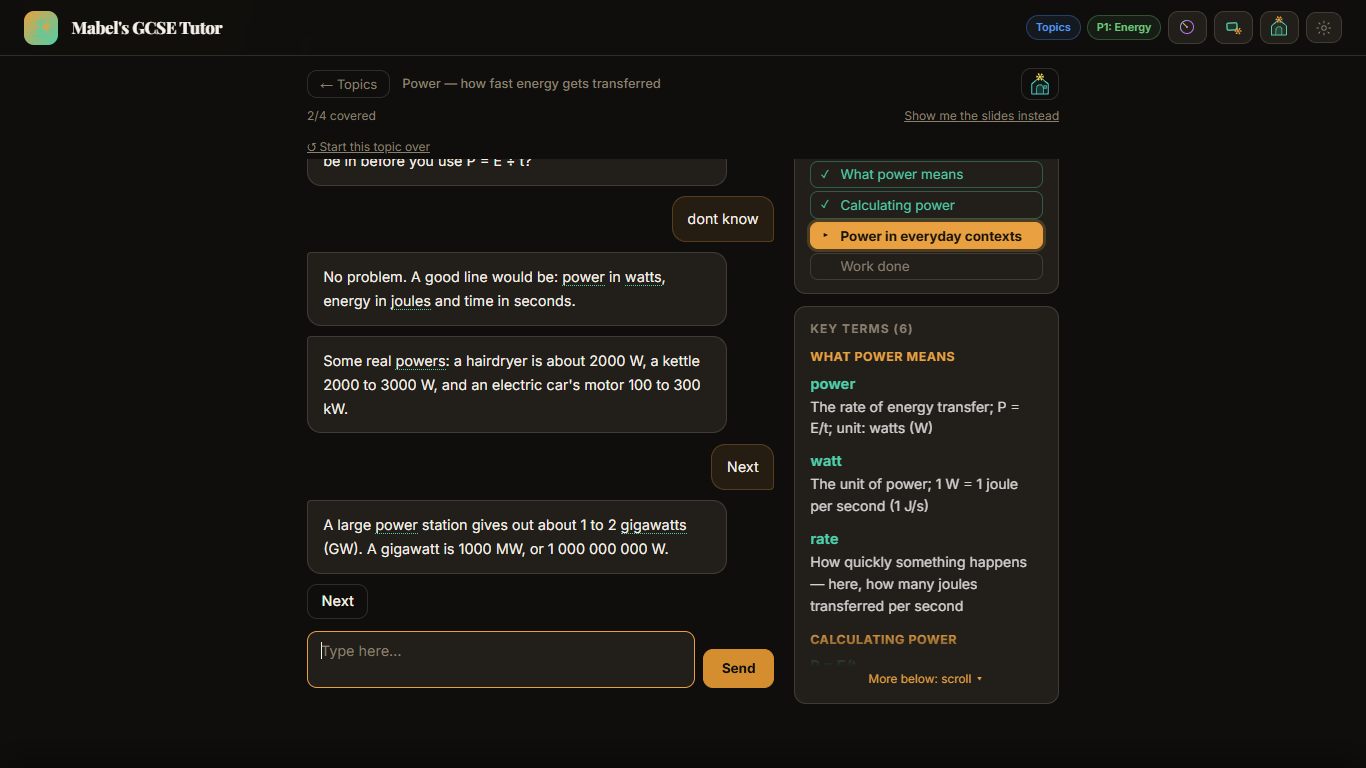 Mabel's GCSE Tutor
Topics
P1: Energy
← Topics
Power — how fast energy gets transferred
2/4 covered
Show me the slides instead
↺ Start this topic over
be in before you use P = E ÷ t?
dont know
No problem. A good line would be: power in watts,
energy in joules and time in seconds.
Some real powers: a hairdryer is about 2000 W, a kettle
2000 to 3000 W, and an electric car's motor 100 to 300
kW.
Next
A large power station gives out about 1 to 2 gigawatts
(GW). A gigawatt is 1000 MW, or 1 000 000 000 W.
Next
Type here...
Send
✓ What power means
✓ Calculating power
▸ Power in everyday contexts
Work done
KEY TERMS (6)
WHAT POWER MEANS
power
The rate of energy transfer; P =
E/t; unit: watts (W)
watt
The unit of power; 1 W = 1 joule
per second (1 J/s)
rate
How quickly something happens
— here, how many joules
transferred per second
CALCULATING POWER
P = E/t
More below: scroll ▾